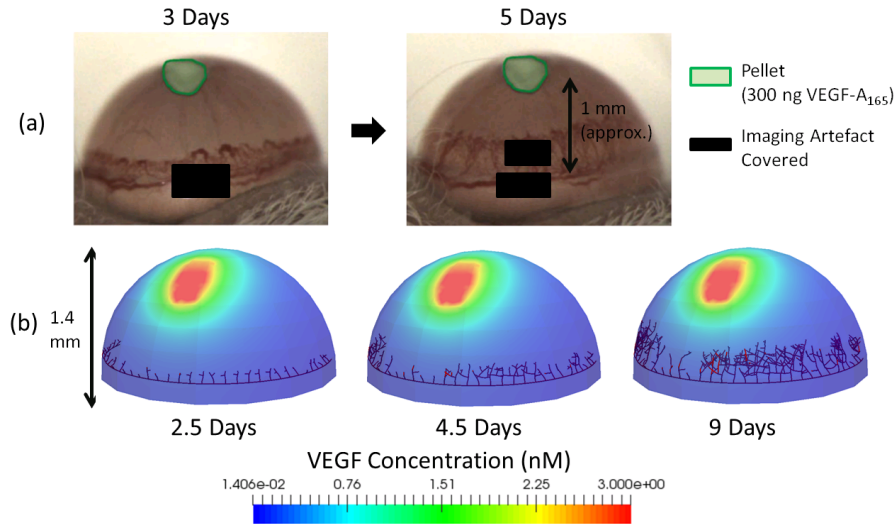 3 Days
5 Days
(a)
1 mm
(approx.)
Pellet
(300 ng VEGF-A165)
Imaging Artefact
Covered
(b)
1.4
mm
2.5 Days
4.5 Days
9 Days
VEGF Concentration (nM)
1.406e-02
0.76
1.51
2.25
3.000e+00